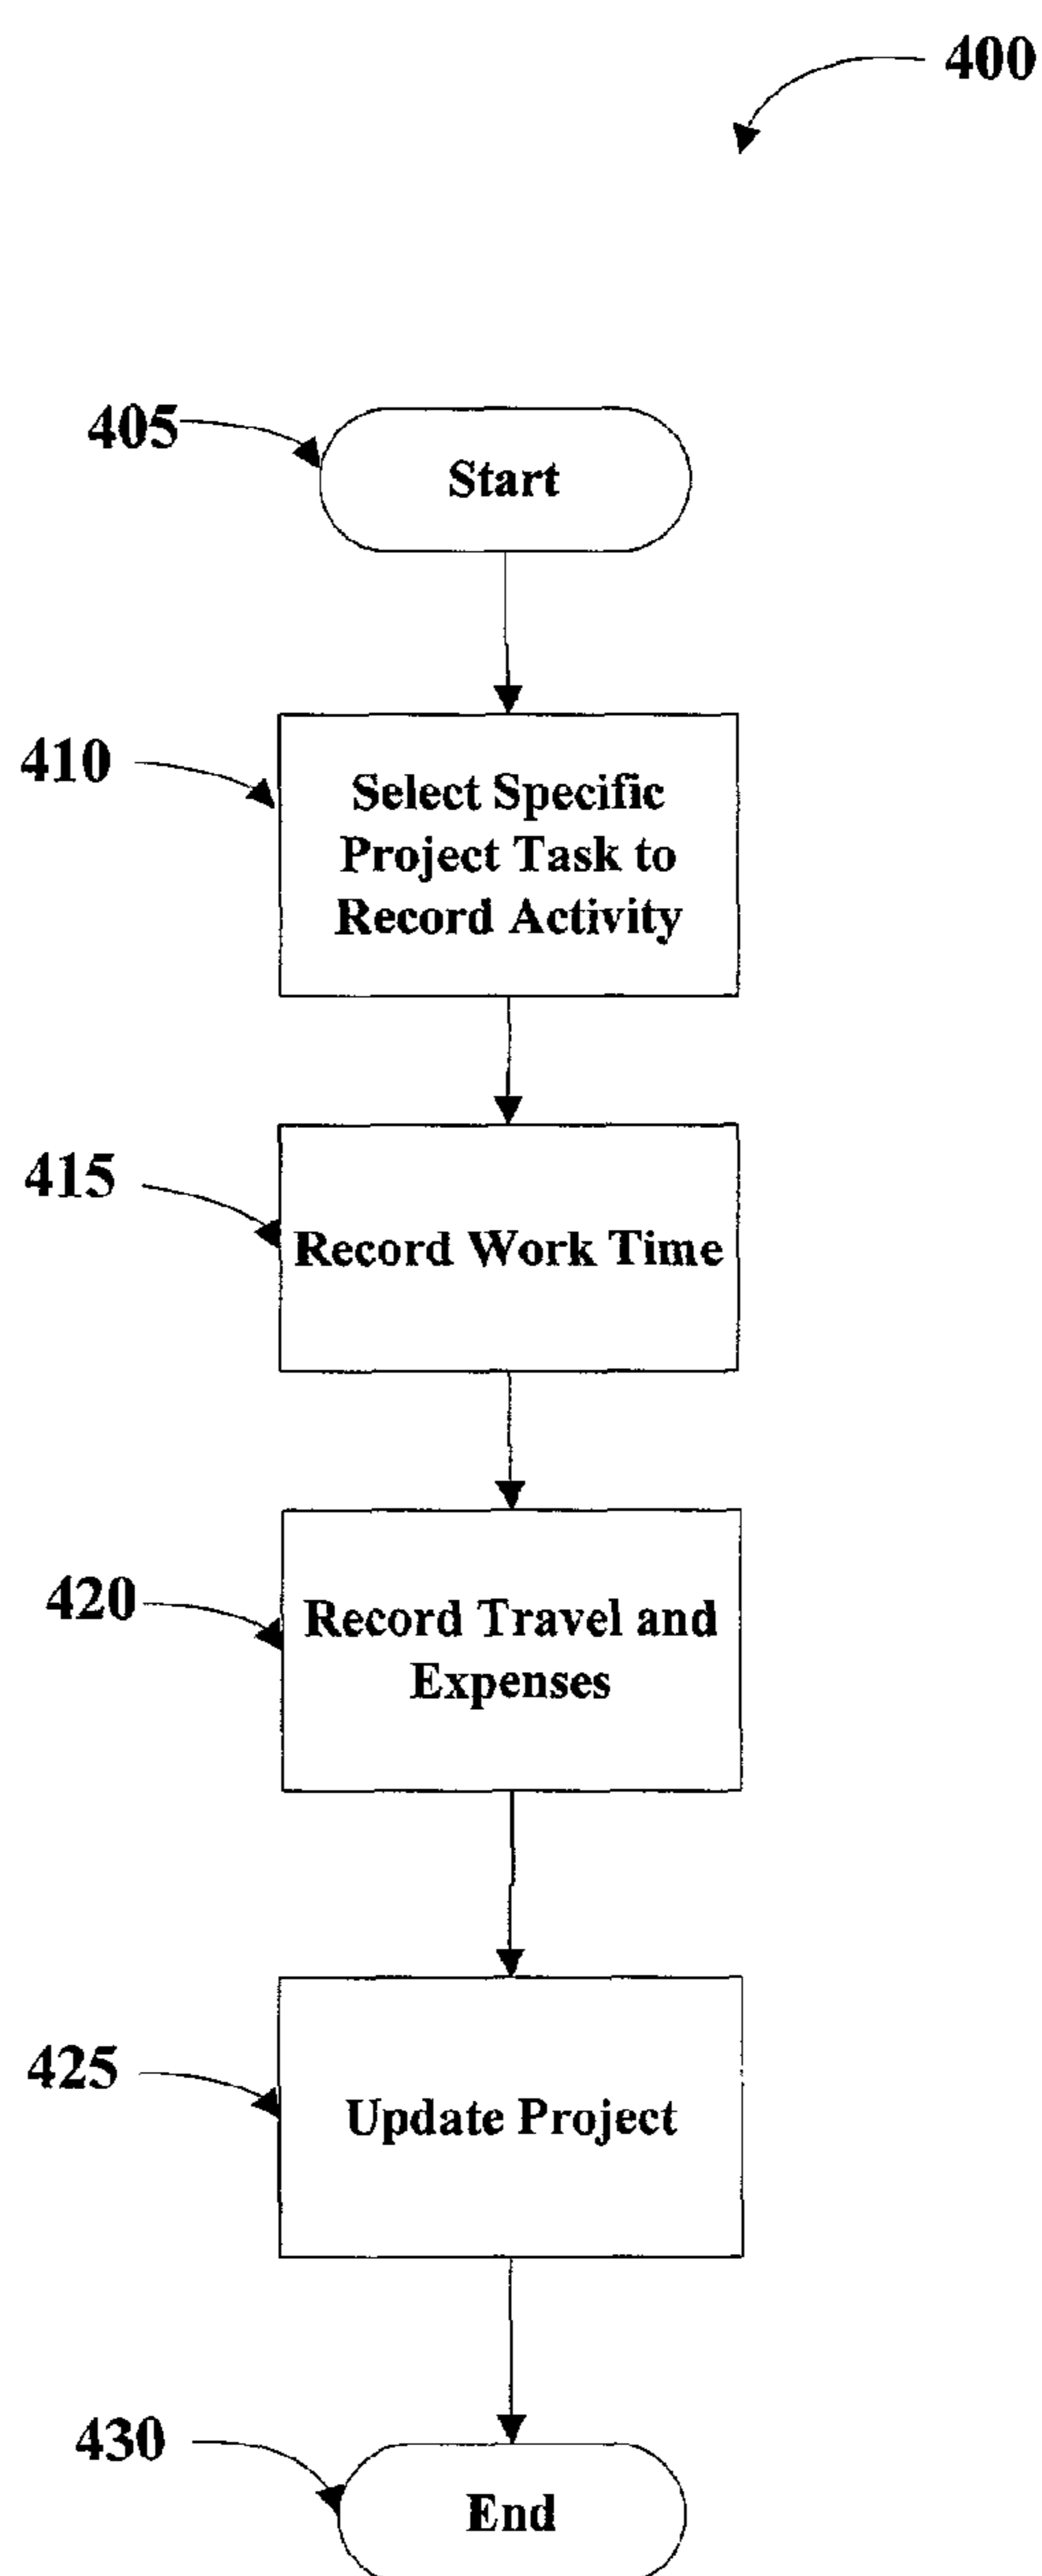 400
405
Start
410
Select Specific
Project Task to
Record Activity
415
Record Work Time
420
Record Travel and
Expenses
425
Update Project
430
End